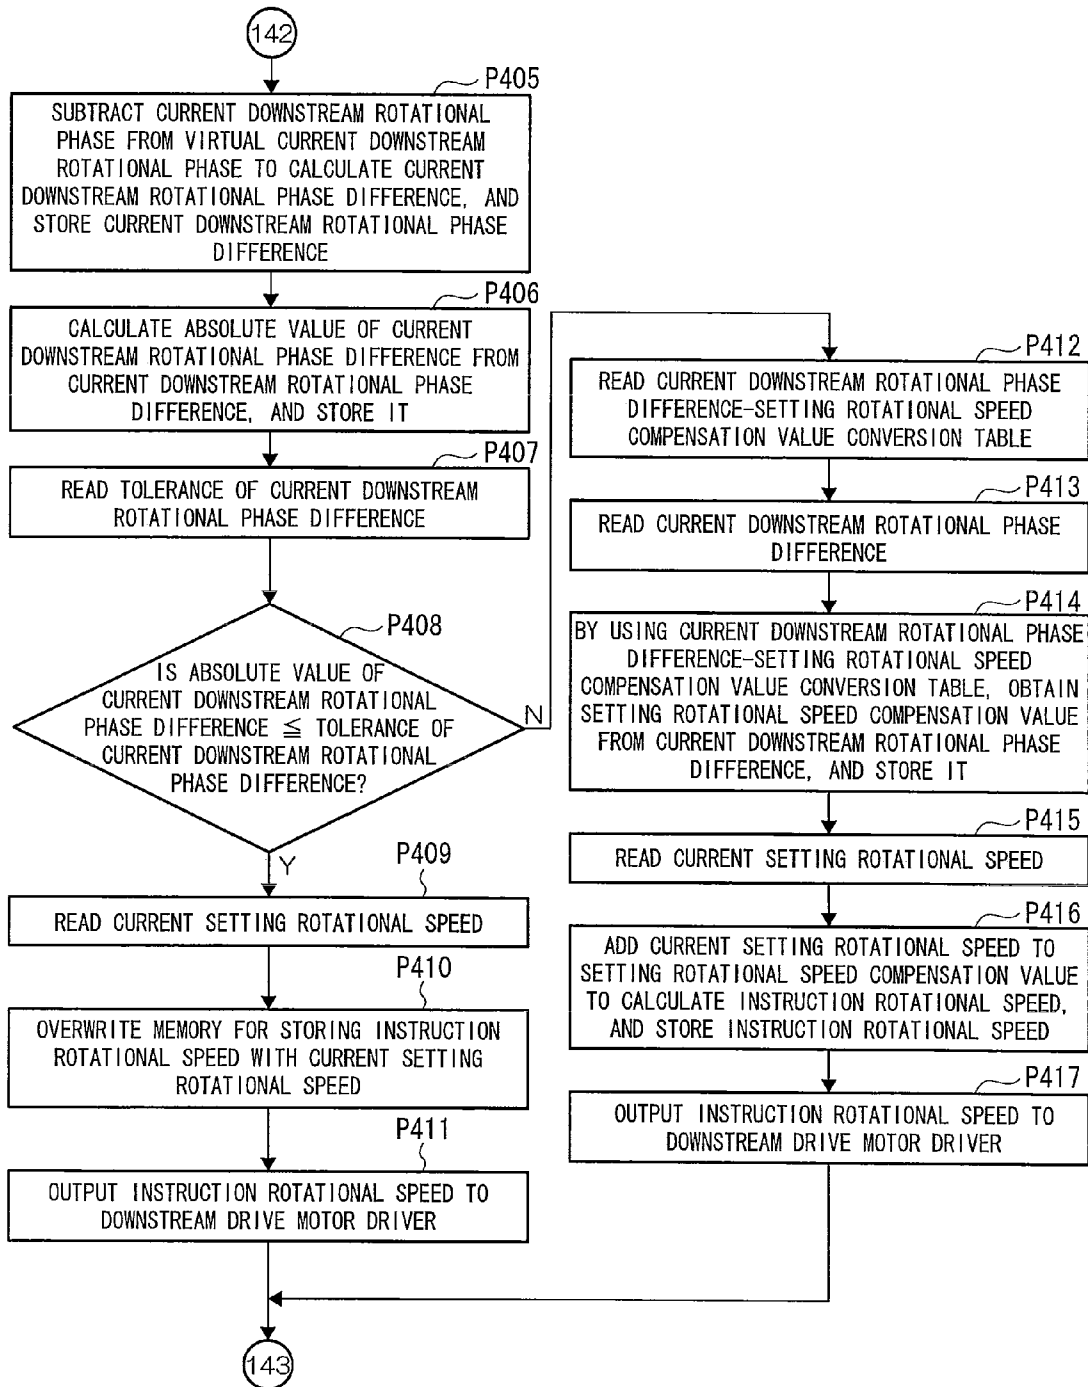 142
P405
SUBTRACT CURRENT DOWNSTREAM ROTATIONAL
PHASE FROM VIRTUAL CURRENT DOWNSTREAM
ROTATIONAL PHASE TO CALCULATE CURRENT
DOWNSTREAM ROTATIONAL PHASE DIFFERENCE, AND
STORE CURRENT DOWNSTREAM ROTATIONAL PHASE
DIFFERENCE
P406
CALCULATE ABSOLUTE VALUE OF CURRENT
DOWNSTREAM ROTATIONAL PHASE DIFFERENCE FROM
CURRENT DOWNSTREAM ROTATIONAL PHASE
DIFFERENCE, AND STORE IT
P407
READ TOLERANCE OF CURRENT DOWNSTREAM
ROTATIONAL PHASE DIFFERENCE
P408
IS ABSOLUTE VALUE OF
CURRENT DOWNSTREAM ROTATIONAL
PHASE DIFFERENCE ≦ TOLERANCE OF
CURRENT DOWNSTREAM ROTATIONAL
PHASE DIFFERENCE?
N
Y
P409
READ CURRENT SETTING ROTATIONAL SPEED
P410
OVERWRITE MEMORY FOR STORING INSTRUCTION
ROTATIONAL SPEED WITH CURRENT SETTING
ROTATIONAL SPEED
P411
OUTPUT INSTRUCTION ROTATIONAL SPEED TO
DOWNSTREAM DRIVE MOTOR DRIVER
P412
READ CURRENT DOWNSTREAM ROTATIONAL PHASE
DIFFERENCE-SETTING ROTATIONAL SPEED
COMPENSATION VALUE CONVERSION TABLE
P413
READ CURRENT DOWNSTREAM ROTATIONAL PHASE
DIFFERENCE
P414
BY USING CURRENT DOWNSTREAM ROTATIONAL PHASE
DIFFERENCE-SETTING ROTATIONAL SPEED
COMPENSATION VALUE CONVERSION TABLE, OBTAIN
SETTING ROTATIONAL SPEED COMPENSATION VALUE
FROM CURRENT DOWNSTREAM ROTATIONAL PHASE
DIFFERENCE, AND STORE IT
P415
READ CURRENT SETTING ROTATIONAL SPEED
P416
ADD CURRENT SETTING ROTATIONAL SPEED TO
SETTING ROTATIONAL SPEED COMPENSATION VALUE
TO CALCULATE INSTRUCTION ROTATIONAL SPEED,
AND STORE INSTRUCTION ROTATIONAL SPEED
P417
OUTPUT INSTRUCTION ROTATIONAL SPEED TO
DOWNSTREAM DRIVE MOTOR DRIVER
143